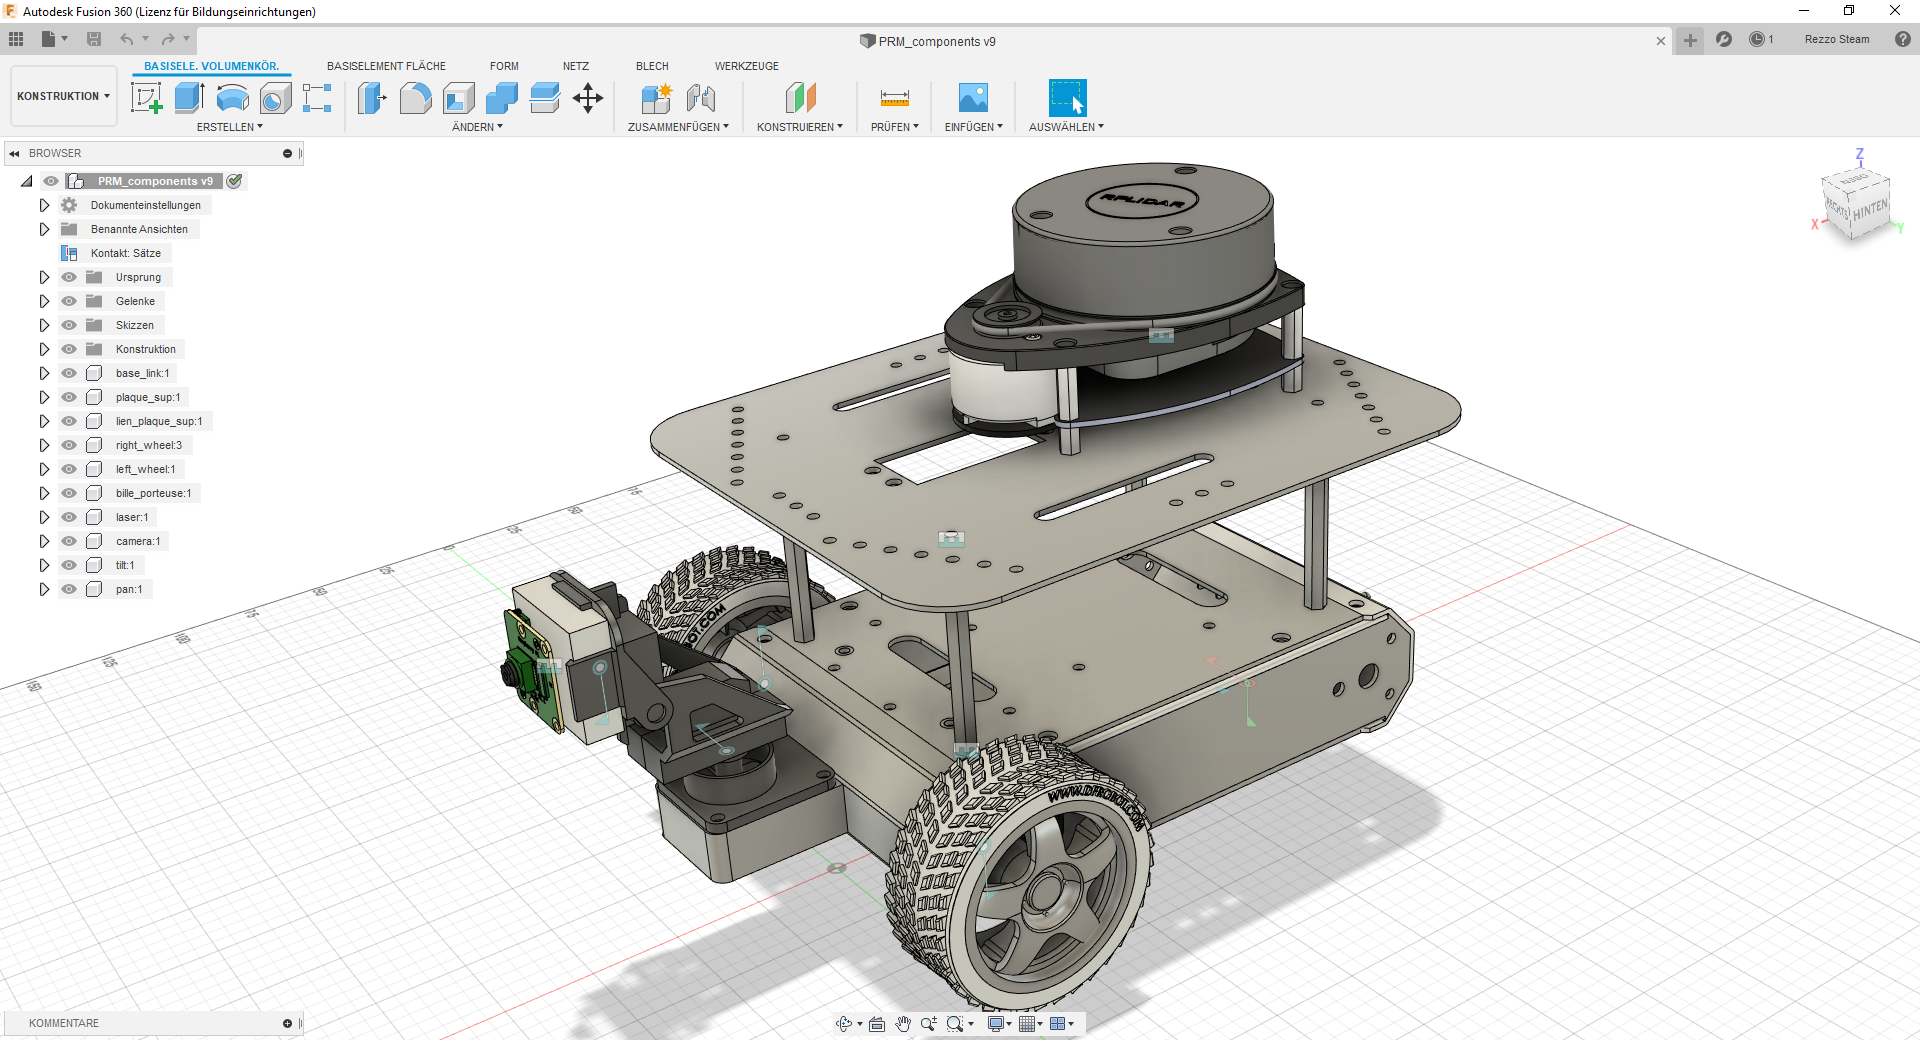 Autodesk Fusion 360 (Lizenz für Bildungseinrichtungen)
PRM_components v9
1
Rezzo Steam
KONSTRUKTION
BASISELE. VOLUMENKÖR.
BASISELEMENT FLÄCHE
FORM
NETZ
BLECH
WERKZEUGE
ERSTELLEN
ÄNDERN
ZUSAMMENFÜGEN
KONSTRUIEREN
PRÜFEN
EINFÜGEN
AUSWÄHLEN
BROWSER
PRM_components v9
Dokumenteinstellungen
Benannte Ansichten
Kontakt: Sätze
Ursprung
Gelenke
Skizzen
Konstruktion
base_link:1
plaque_sup:1
lien_plaque_sup:1
right_wheel:3
left_wheel:1
bille_porteuse:1
laser:1
camera:1
tilt:1
pan:1
Z
OBEN
RECHTS
HINTEN
X
Y
RPLIDAR
OT.COM
WWW.DFROBOT.COM
KOMMENTARE